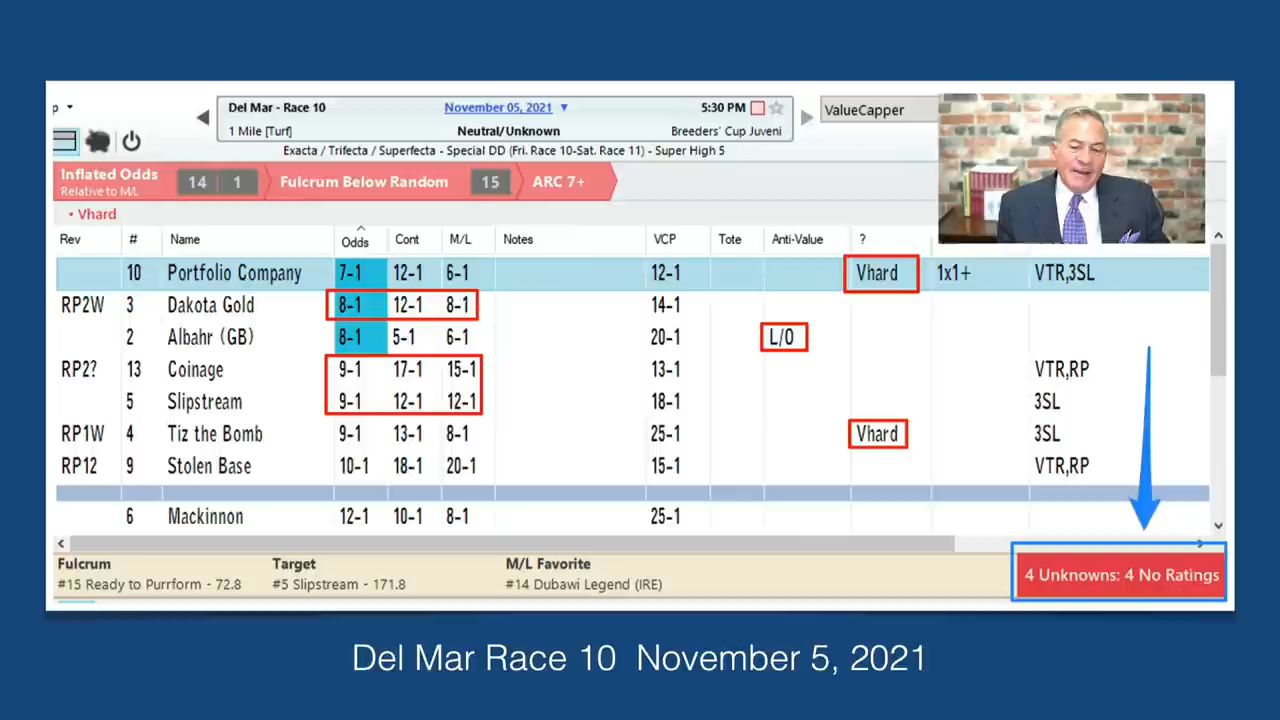 p ▾
Del Mar - Race 10 November 05, 2021 ▼ 5:30 PM
1 Mile [Turf] Neutral/Unknown Breeders' Cup Juveni
ValueCapper
Exacta / Trifecta / Superfecta - Special DD (Fri. Race 10-Sat. Race 11) - Super High 5
Inflated Odds 14 1 Fulcrum Below Random 15 ARC 7+
Relative to M/L
• Vhard
Rev # Name Odds Cont M/L Notes VCP Tote Anti-Value ?
10 Portfolio Company 7-1 12-1 6-1 12-1 Vhard 1x1+ VTR,3SL
RP2W 3 Dakota Gold 8-1 12-1 8-1 14-1
2 Albahr (GB) 8-1 5-1 6-1 20-1 L/O
RP2? 13 Coinage 9-1 17-1 15-1 13-1 VTR,RP
5 Slipstream 9-1 12-1 12-1 18-1 3SL
RP1W 4 Tiz the Bomb 9-1 13-1 8-1 25-1 Vhard 3SL
RP12 9 Stolen Base 10-1 18-1 20-1 15-1 VTR,RP
6 Mackinnon 12-1 10-1 8-1 25-1
Fulcrum Target M/L Favorite
#15 Ready to Purrform - 72.8 #5 Slipstream - 171.8 #14 Dubawi Legend (IRE)
4 Unknowns: 4 No Ratings
Del Mar Race 10 November 5, 2021